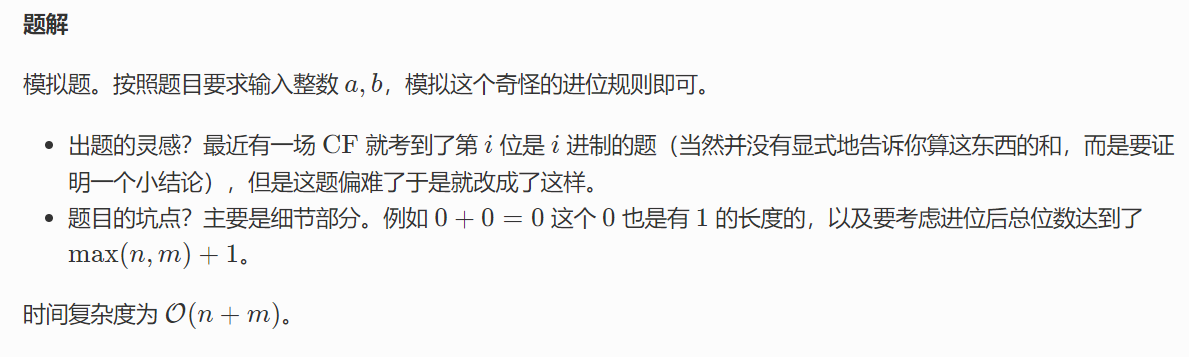 题解
模拟题。按照题目要求输入整数 a, b，模拟这个奇怪的进位规则即可。
• 出题的灵感？最近有一场 CF 就考到了第 i 位是 i 进制的题（当然并没有显式地告诉你算这东西的和，而是要证
明一个小结论），但是这题偏难了于是就改成了这样。
• 题目的坑点？主要是细节部分。例如 0 + 0 = 0 这个 0 也是有 1 的长度的，以及要考虑进位后总位数达到了
max(n, m) + 1。
时间复杂度为 O(n + m)。